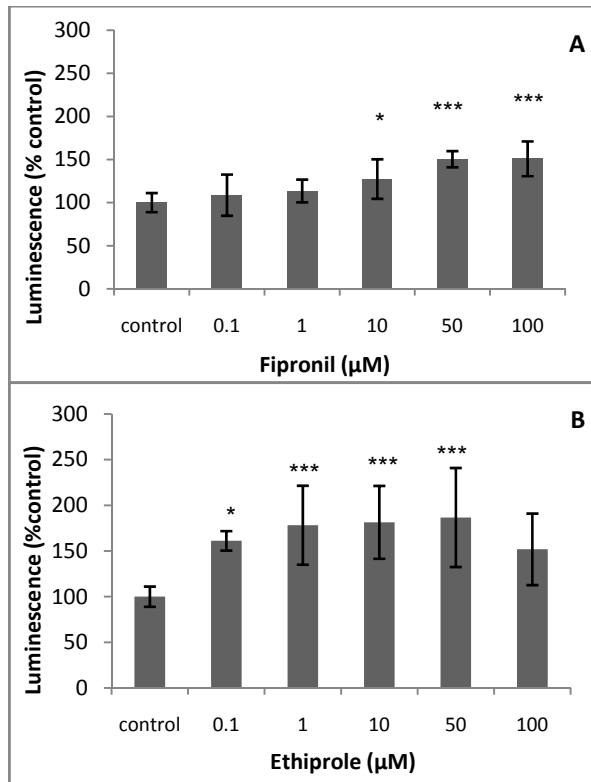 A
Luminescence (% control)
300
250
200
150
100
50
0
* *** ***
control 0.1 1 10 50 100
Fipronil (µM)
B
Luminescence (%control)
300
250
200
150
100
50
0
* *** *** ***
control 0.1 1 10 50 100
Ethiprole (µM)